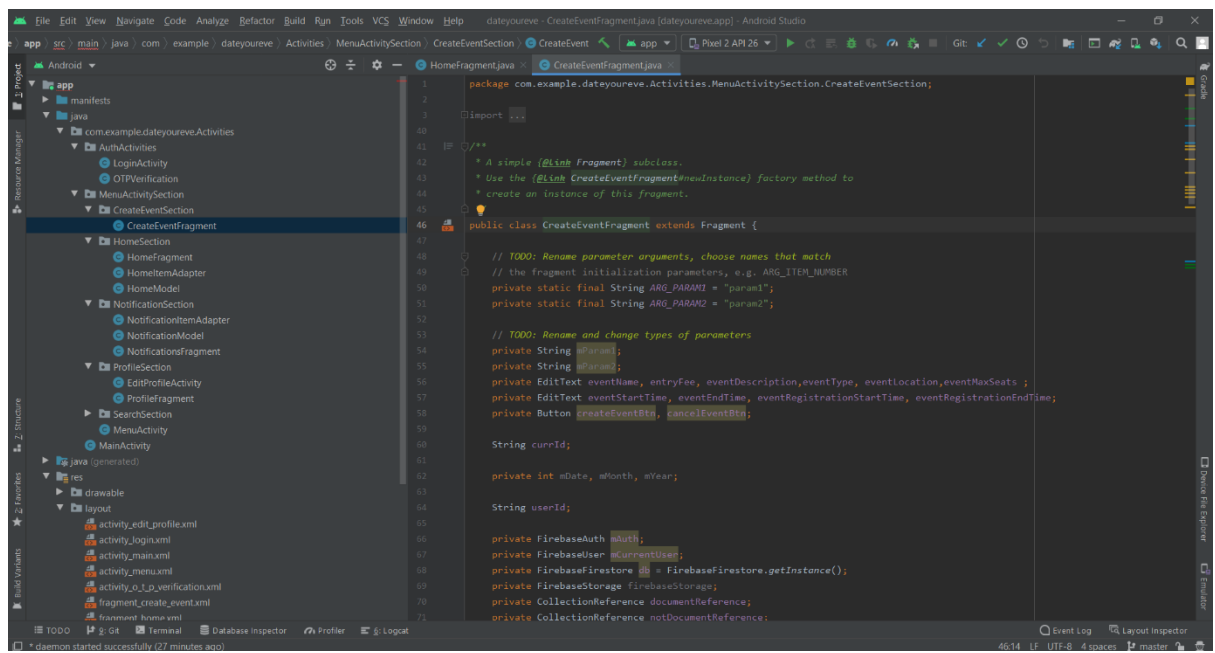 File Edit View Navigate Code Analyze Refactor Build Run Tools VCS Window Help dateyoureve - CreateEventFragment.java [dateyoureve.app] - Android Studio
e app src main java com example dateyoureve Activities MenuActivitySection CreateEventSection CreateEvent app Pixel 2 API 26 Git:
Android
HomeFragment.java CreateEventFragment.java
1: Project
Resource Manager
Z: Structure
2: Favorites
Build Variants
app
manifests
java
com.example.dateyoureve.Activities
AuthActivities
LoginActivity
OTPVerification
MenuActivitySection
CreateEventSection
CreateEventFragment
HomeSection
HomeFragment
HomeItemAdapter
HomeModel
NotificationSection
NotificationItemAdapter
NotificationModel
NotificationsFragment
ProfileSection
EditProfileActivity
ProfileFragment
SearchSection
MenuActivity
MainActivity
java (generated)
res
drawable
layout
activity_edit_profile.xml
activity_login.xml
activity_main.xml
activity_menu.xml
activity_o_t_p_verification.xml
fragment_create_event.xml
fragment_home.xml
1 package com.example.dateyoureve.Activities.MenuActivitySection.CreateEventSection;
2
3 import ...
40
41 /**
42 * A simple {@link Fragment} subclass.
43 * Use the {@link CreateEventFragment#newInstance} factory method to
44 * create an instance of this fragment.
45
46 public class CreateEventFragment extends Fragment {
47
48 // TODO: Rename parameter arguments, choose names that match
49 // the fragment initialization parameters, e.g. ARG_ITEM_NUMBER
50 private static final String ARG_PARAM1 = "param1";
51 private static final String ARG_PARAM2 = "param2";
52
53 // TODO: Rename and change types of parameters
54 private String mParam1;
55 private String mParam2;
56 private EditText eventName, entryFee, eventDescription,eventType, eventLocation,eventMaxSeats ;
57 private EditText eventStartTime, eventEndTime, eventRegistrationStartTime, eventRegistrationEndTime;
58 private Button createEventBtn, cancelEventBtn;
59
60 String currId;
61
62 private int mDate, mMonth, mYear;
63
64 String userId;
65
66 private FirebaseAuth mAuth;
67 private FirebaseUser mCurrentUser;
68 private FirebaseFirestore db = FirebaseFirestore.getInstance();
69 private FirebaseStorage firebaseStorage;
70 private CollectionReference documentReference;
71 private CollectionReference notDocumentReference;
Gradle
Device File Explorer
Emulator
TODO 9: Git Terminal Database Inspector Profiler 6: Logcat Event Log Layout Inspector
* daemon started successfully (27 minutes ago) 46:14 LF UTF-8 4 spaces master